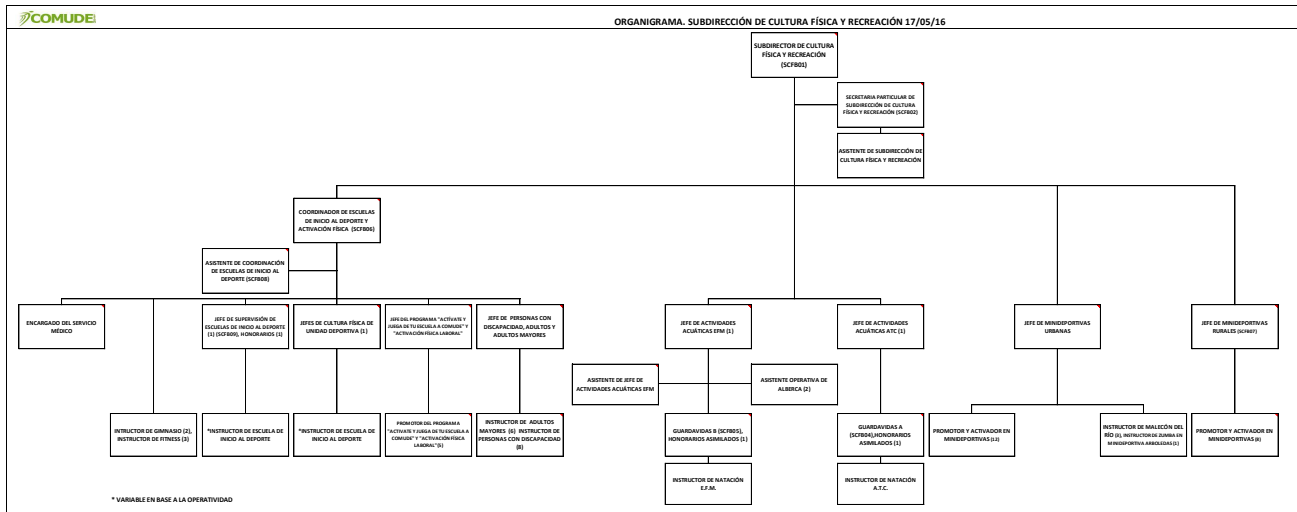 COMUDE
ORGANIGRAMA. SUBDIRECCIÓN DE CULTURA FÍSICA Y RECREACIÓN 17/05/16
SUBDIRECTOR DE CULTURA
FÍSICA Y RECREACIÓN
(SCFB01)
SECRETARIA PARTICULAR DE
SUBDIRECCIÓN DE CULTURA
FÍSICA Y RECREACIÓN (SCFB02)
ASISTENTE DE SUBDIRECCIÓN DE
CULTURA FÍSICA Y RECREACIÓN
COORDINADOR DE ESCUELAS
DE INICIO AL DEPORTE Y
ACTIVACIÓN FÍSICA (SCFB06)
ASISTENTE DE COORDINACIÓN
DE ESCUELAS DE INICIO AL
DEPORTE (SCFB08)
ENCARGADO DEL SERVICIO
MÉDICO
JEFE DE SUPERVISIÓN DE
ESCUELAS DE INICIO AL DEPORTE
(1) (SCFB09), HONORARIOS (1)
JEFES DE CULTURA FÍSICA DE
UNIDAD DEPORTIVA (1)
JEFE DEL PROGRAMA "ACTÍVATE Y
JUEGA DE TU ESCUELA A COMUDE" Y
"ACTIVACIÓN FÍSICA LABORAL"
JEFE DE PERSONAS CON
DISCAPACIDAD, ADULTOS Y
ADULTOS MAYORES
JEFE DE ACTIVIDADES
ACUÁTICAS EFM (1)
JEFE DE ACTIVIDADES
ACUÁTICAS ATC (1)
JEFE DE MINIDEPORTIVAS
URBANAS
JEFE DE MINIDEPORTIVAS
RURALES (SCFB07)
ASISTENTE DE JEFE DE
ACTIVIDADES ACUÁTICAS EFM
ASISTENTE OPERATIVA DE
ALBERCA (2)
INTRUCTOR DE GIMNASIO (2),
INSTRUCTOR DE FITNESS (3)
*INSTRUCTOR DE ESCUELA DE
INICIO AL DEPORTE
*INSTRUCTOR DE ESCUELA DE
INICIO AL DEPORTE
PROMOTOR DEL PROGRAMA
"ACTIVATE Y JUEGA DE TU ESCUELA A
COMUDE" Y "ACTIVACIÓN FÍSICA
LABORAL" (5)
INSTRUCTOR DE ADULTOS
MAYORES (6) INSTRUCTOR DE
PERSONAS CON DISCAPACIDAD
(8)
GUARDAVIDAS B (SCFB05),
HONORARIOS ASIMILADOS (1)
GUARDAVIDAS A
(SCFB04),HONORARIOS
ASIMILADOS (1)
PROMOTOR Y ACTIVADOR EN
MINIDEPORTIVAS (12)
INSTRUCTOR DE MALECÓN DEL
RÍO (3), INSTRUCTOR DE ZUMBA EN
MINIDEPORTIVA ARBOLEDAS (1)
PROMOTOR Y ACTIVADOR EN
MINIDEPORTIVAS (8)
INSTRUCTOR DE NATACIÓN
E.F.M.
INSTRUCTOR DE NATACIÓN
A.T.C.
* VARIABLE EN BASE A LA OPERATIVIDAD